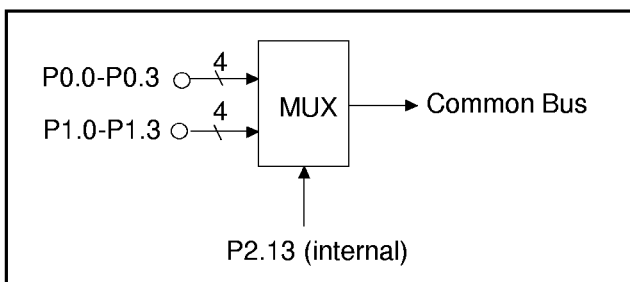 4
P0.0-P0.3
4
P1.0-P1.3
MUX
Common Bus
P2.13 (internal)